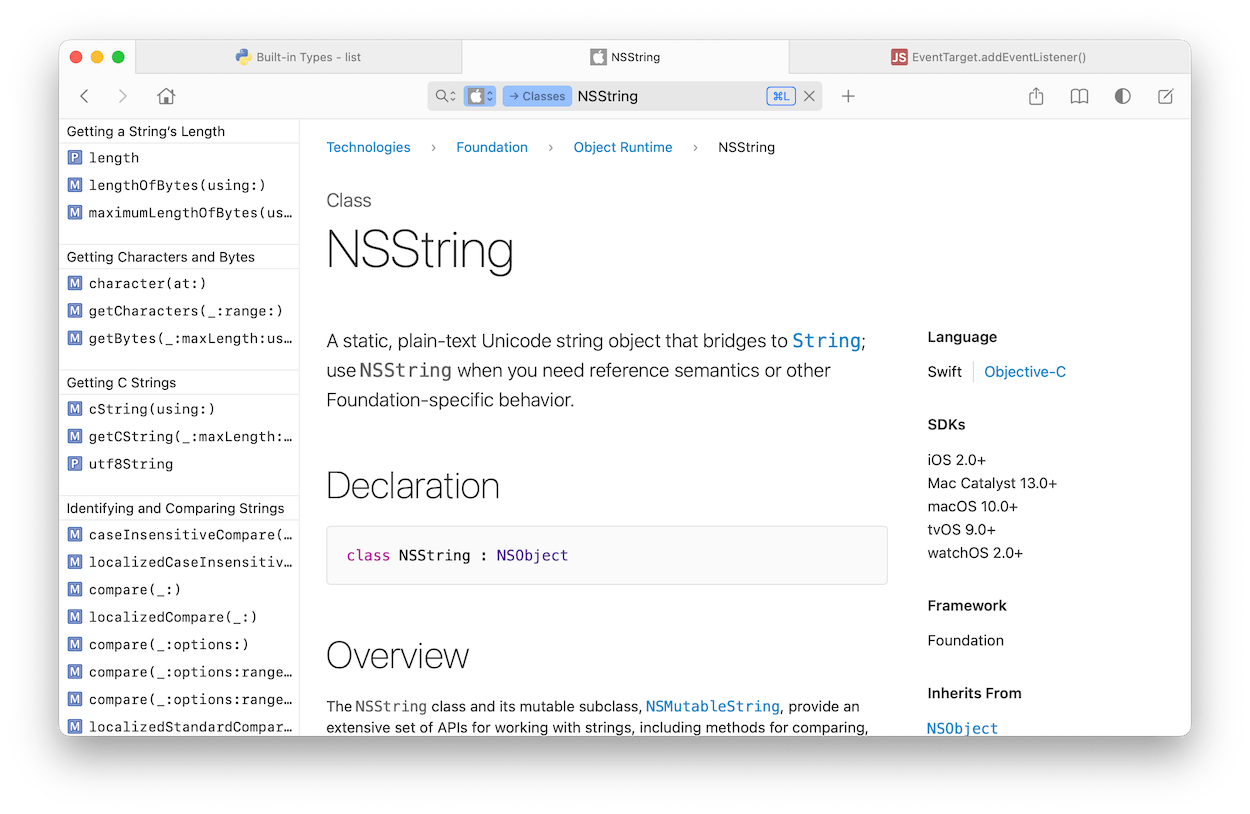 Built-in Types - list
NSString
JS EventTarget.addEventListener()
→ Classes NSString ⌘L
Getting a String's Length
P length
M lengthOfBytes(using:)
M maximumLengthOfBytes(us…
Getting Characters and Bytes
M character(at:)
M getCharacters(_:range:)
M getBytes(_:maxLength:us…
Getting C Strings
M cString(using:)
M getCString(_:maxLength:…
P utf8String
Identifying and Comparing Strings
M caseInsensitiveCompare(…
M localizedCaseInsensitiv…
M compare(_:)
M localizedCompare(_:)
M compare(_:options:)
M compare(_:options:range…
M compare(_:options:range…
M localizedStandardCompar…
Technologies › Foundation › Object Runtime › NSString
Class
NSString
A static, plain-text Unicode string object that bridges to String;
use NSString when you need reference semantics or other
Foundation-specific behavior.
Declaration
class NSString : NSObject
Overview
The NSString class and its mutable subclass, NSMutableString, provide an
extensive set of APIs for working with strings, including methods for comparing,
Language
Swift Objective-C
SDKs
iOS 2.0+
Mac Catalyst 13.0+
macOS 10.0+
tvOS 9.0+
watchOS 2.0+
Framework
Foundation
Inherits From
NSObject